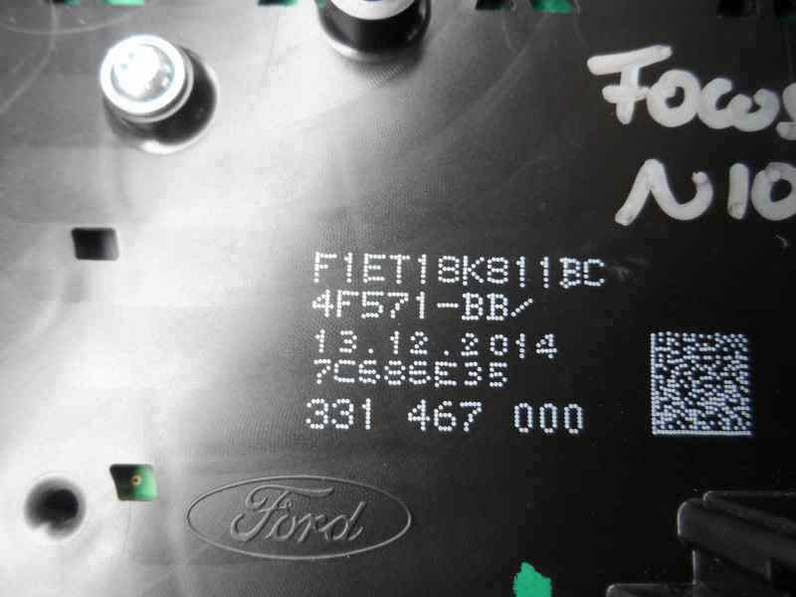 Focus
N10
F1ET18K811BC
4F571-BB/
13.12.2014
7C686E35
331 467 000
Ford